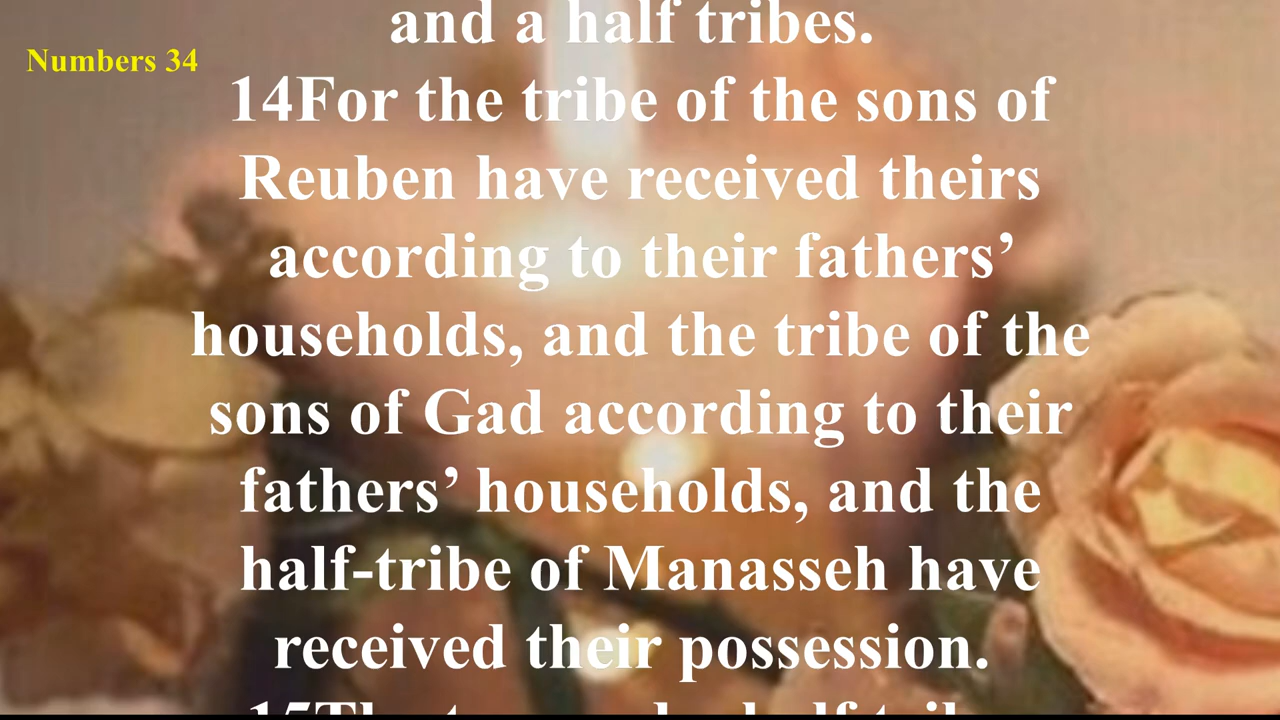 and a half tribes.
Numbers 34
14For the tribe of the sons of
Reuben have received theirs
according to their fathers’
households, and the tribe of the
sons of Gad according to their
fathers’ households, and the
half-tribe of Manasseh have
received their possession.